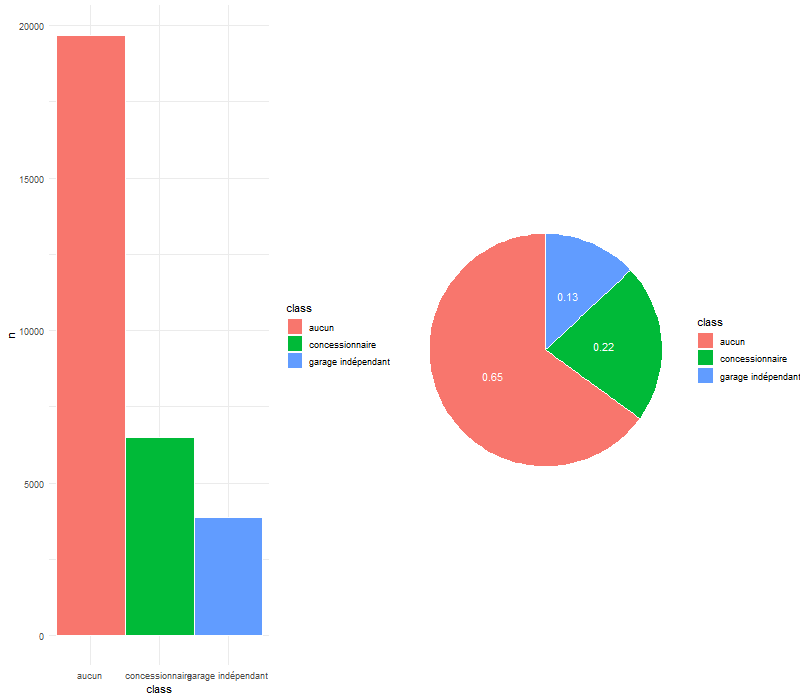 20000
15000
10000
5000
0
n
aucun
concessionnaire
garage indépendant
class
class
aucun
concessionnaire
garage indépendant
0.13
0.22
0.65
class
aucun
concessionnaire
garage indépendant